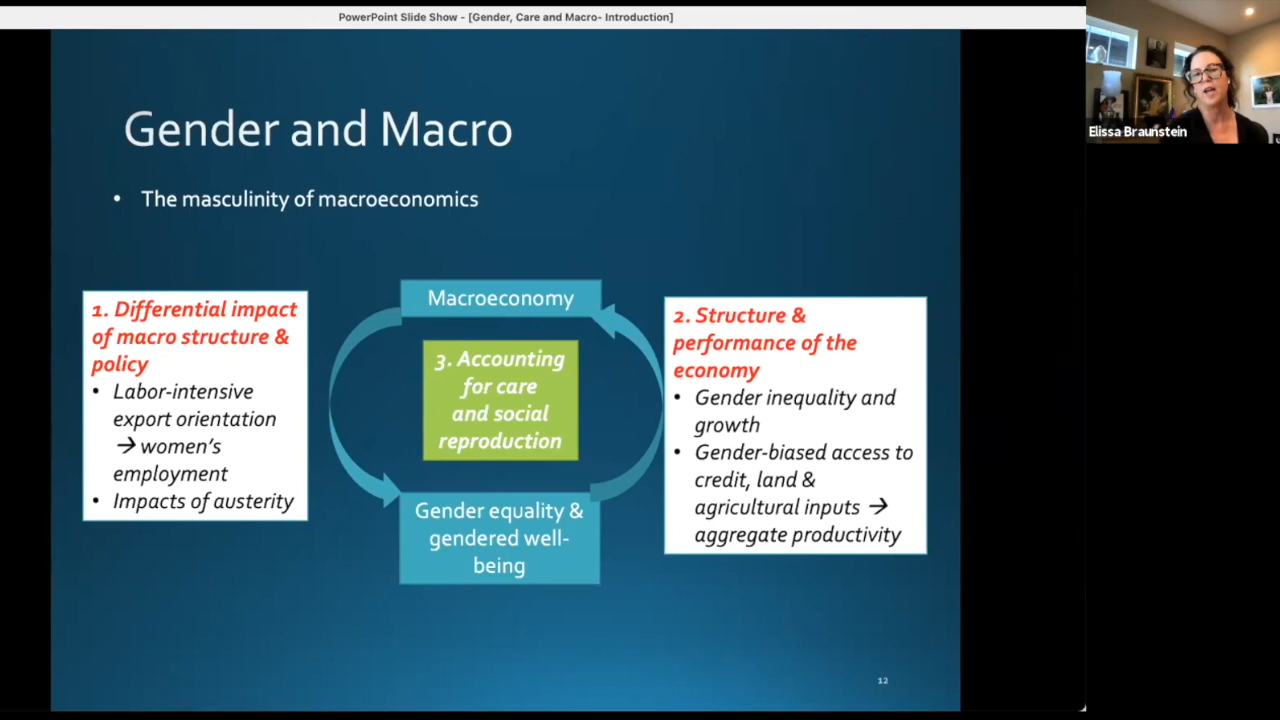 PowerPoint Slide Show - [Gender, Care and Macro- Introduction]
Elissa Braunstein
Gender and Macro
• The masculinity of macroeconomics
1. Differential impact
of macro structure &
policy
• Labor-intensive
export orientation
→ women's
employment
• Impacts of austerity
Macroeconomy
3. Accounting
for care
and social
reproduction
Gender equality &
gendered well-
being
2. Structure &
performance of the
economy
• Gender inequality and
growth
• Gender-biased access to
credit, land &
agricultural inputs →
aggregate productivity
12